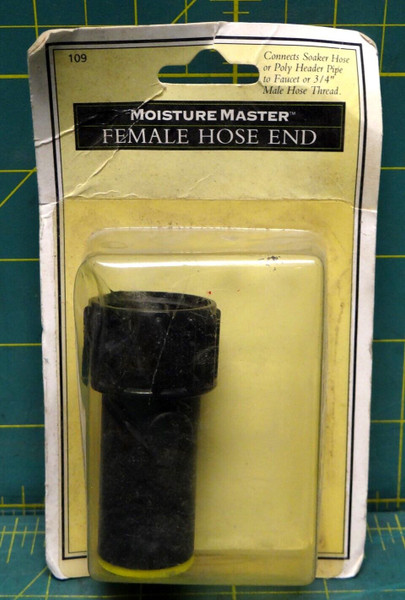 109
Connects Soaker Hose
or Poly Header Pipe
to Faucet or 3/4"
Male Hose Thread.
MOISTURE MASTER™
FEMALE HOSE END